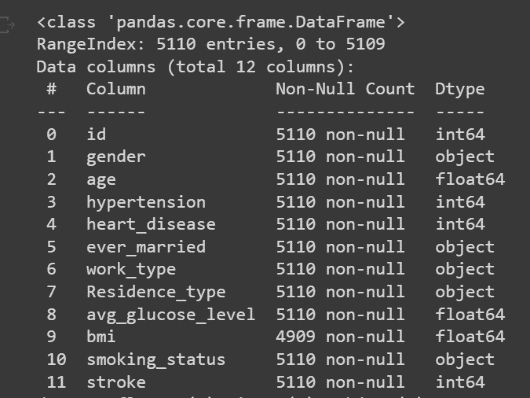 <class 'pandas.core.frame.DataFrame'>
RangeIndex: 5110 entries, 0 to 5109
Data columns (total 12 columns):
 #   Column             Non-Null Count  Dtype
---  ------             --------------  -----
 0   id                 5110 non-null   int64
 1   gender             5110 non-null   object
 2   age                5110 non-null   float64
 3   hypertension       5110 non-null   int64
 4   heart_disease      5110 non-null   int64
 5   ever_married       5110 non-null   object
 6   work_type          5110 non-null   object
 7   Residence_type     5110 non-null   object
 8   avg_glucose_level  5110 non-null   float64
 9   bmi                4909 non-null   float64
 10  smoking_status     5110 non-null   object
 11  stroke             5110 non-null   int64